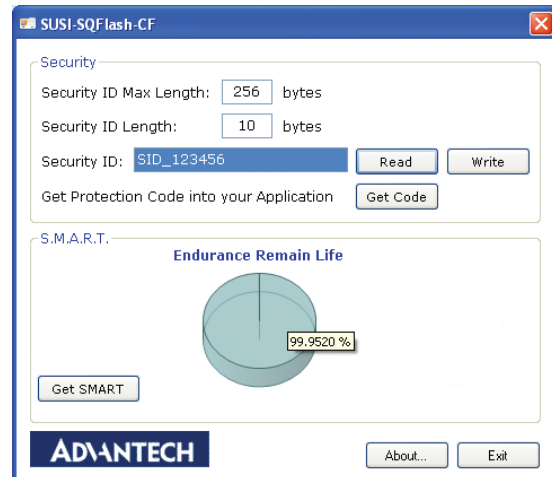 SUSI-SQFlash-CF
Security
Security ID Max Length: 256 bytes
Security ID Length: 10 bytes
Security ID: SID_123456 Read Write
Get Protection Code into your Application Get Code
S.M.A.R.T.
Endurance Remain Life
99.9520 %
Get SMART
ADVANTECH About... Exit